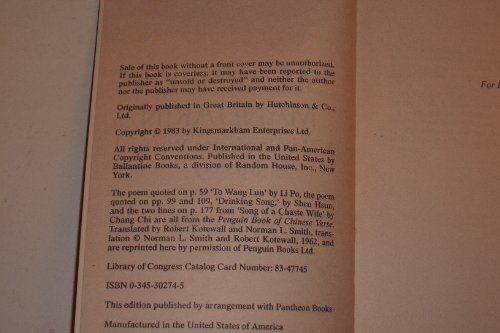 Sale of this book without a front cover may be unauthorized.
If this book is coverless, it may have been reported to the
publisher as "unsold or destroyed" and neither the author
nor the publisher may have received payment for it.
Originally published in Great Britain by Hutchinson & Co.,
Ltd.
Copyright © 1983 by Kingsmarkham Enterprises Ltd.
All rights reserved under International and Pan-American
Copyright Conventions. Published in the United States by
Ballantine Books, a division of Random House, Inc., New
York.
The poem quoted on p. 59 'To Wang Lun' by Li Po, the poem
quoted on pp. 99 and 109, 'Drinking Song,' by Shen Hsun,
and the two lines on p. 177 from 'Song of a Chaste Wife' by
Chang Chi are all from the Penguin Book of Chinese Verse.
Translated by Robert Kotewall and Norman L. Smith, trans-
lation © Norman L. Smith and Robert Kotewall, 1962, and
are reprinted here by permission of Penguin Books Ltd.
Library of Congress Catalog Card Number: 83-47745
ISBN 0-345-30274-5
This edition published by arrangement with Pantheon Books
Manufactured in the United States of America
For